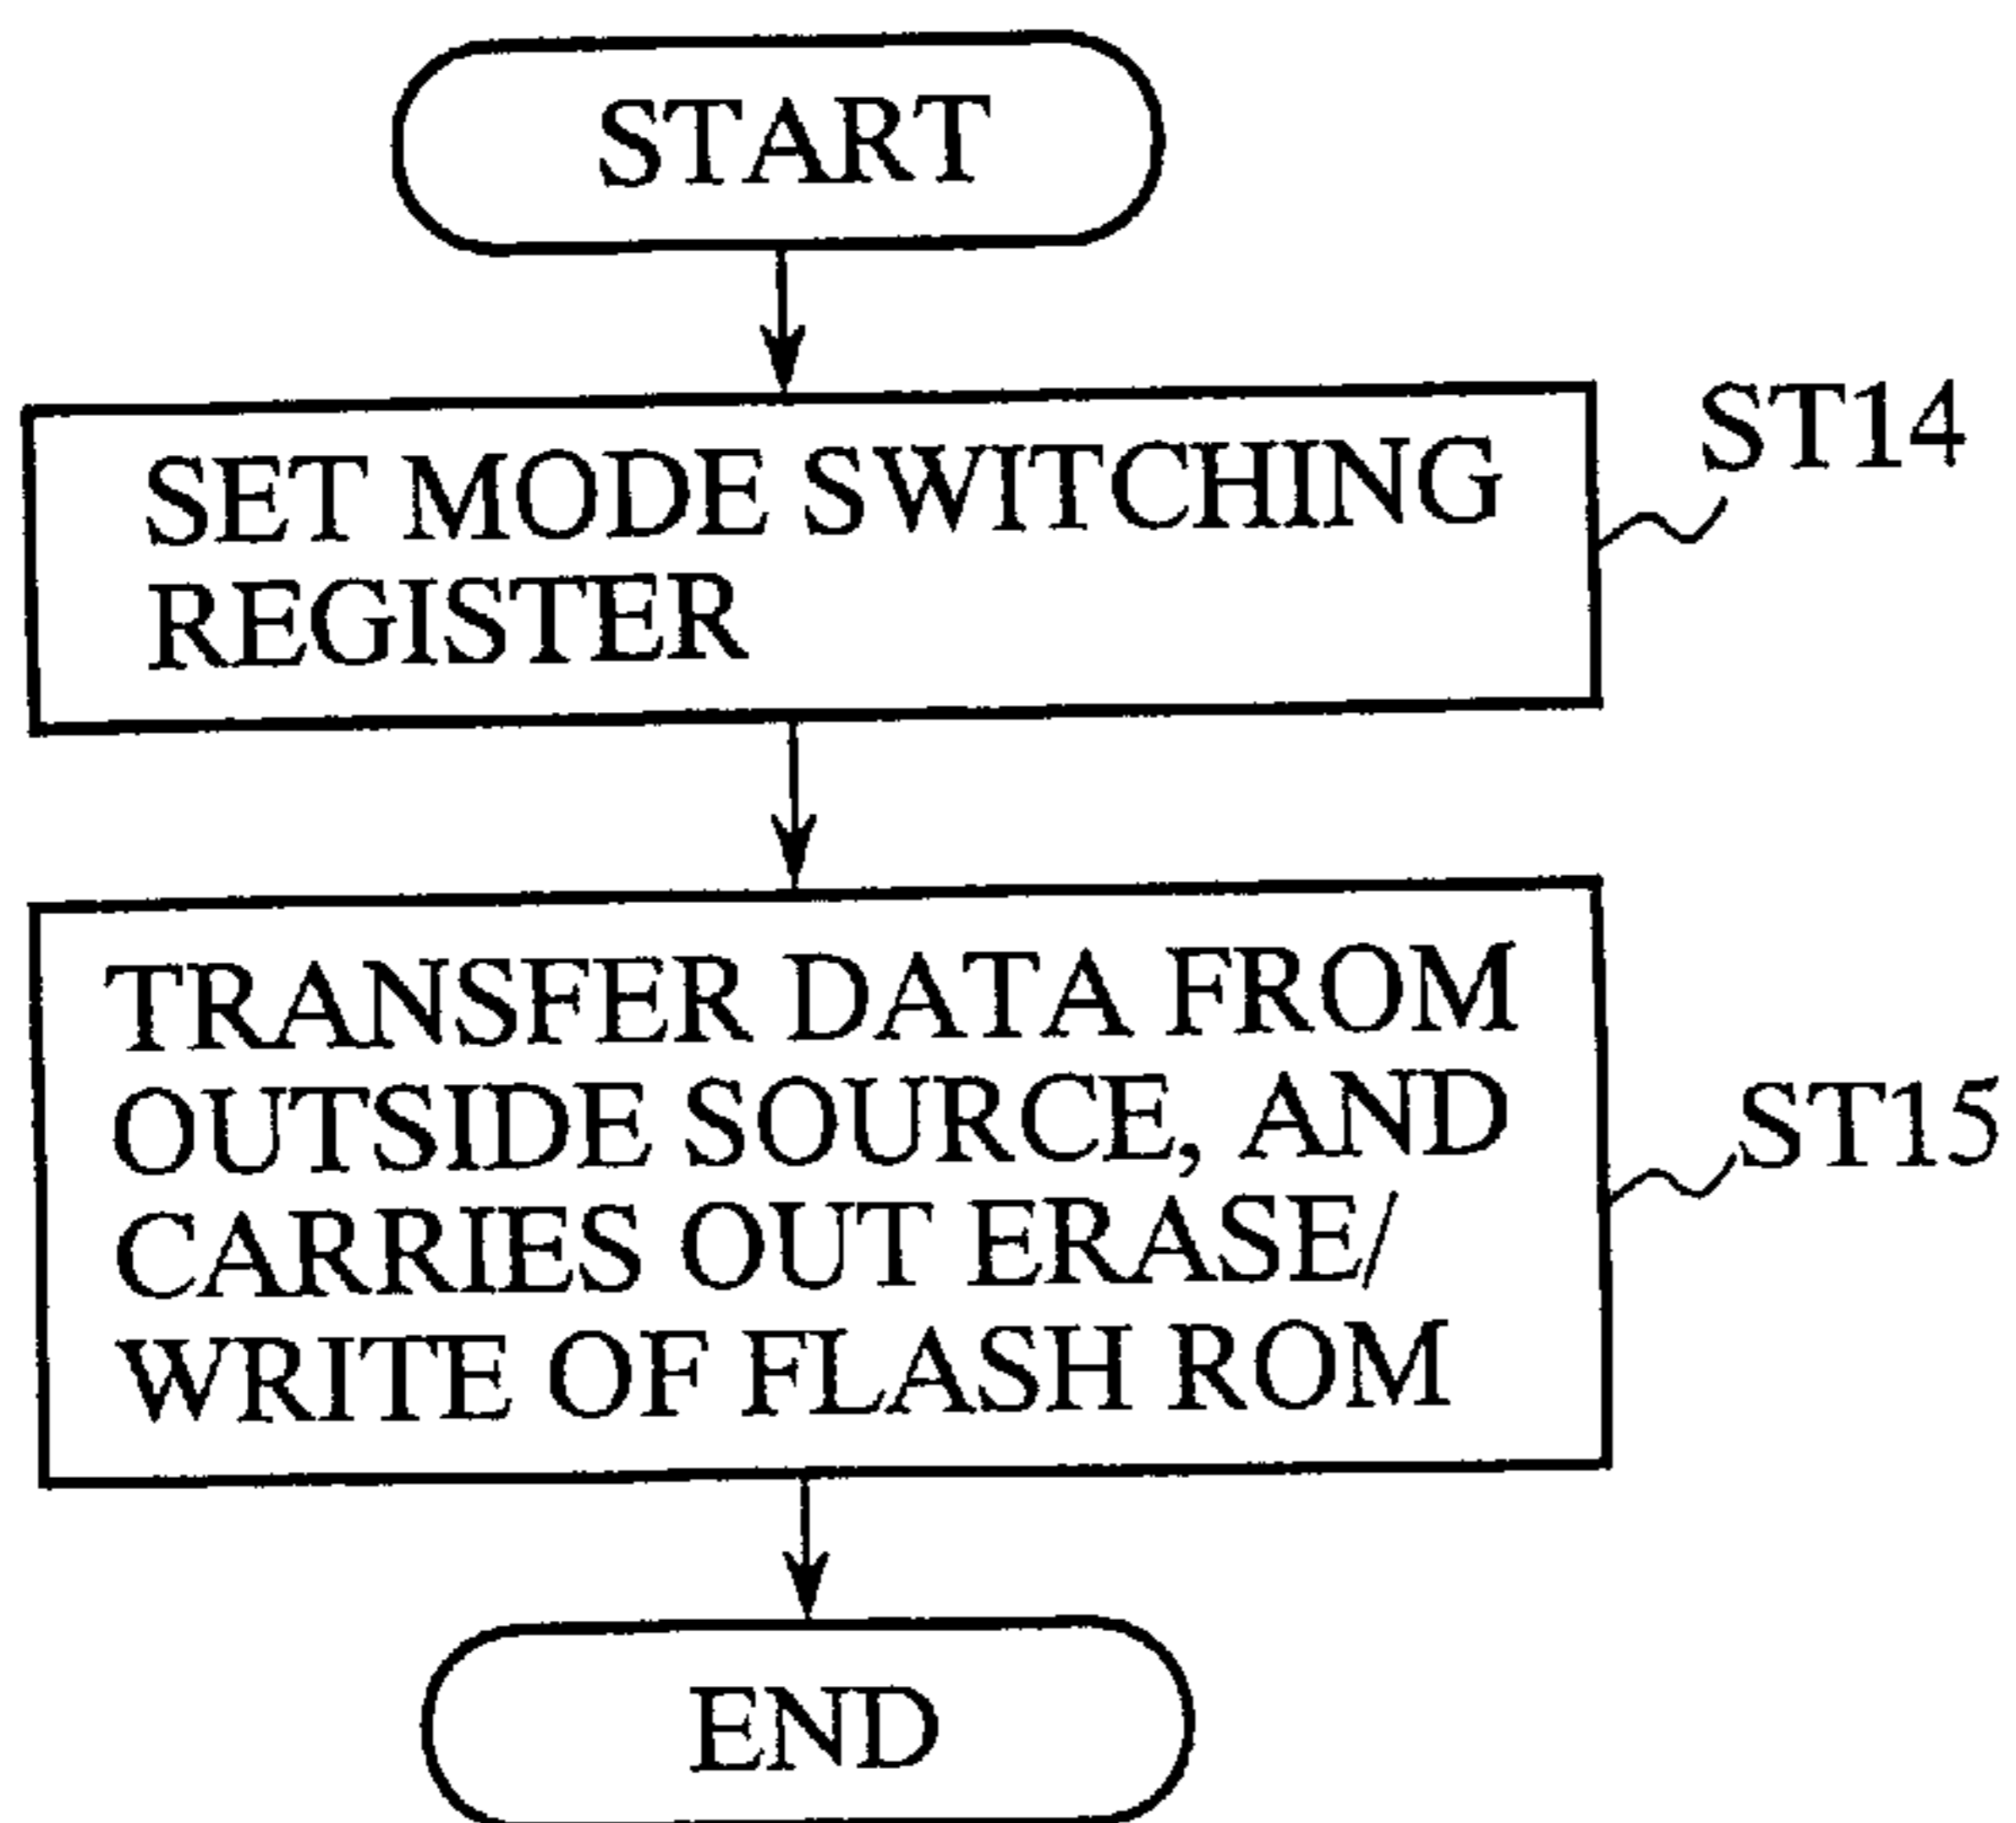 START
ST14
SET MODE SWITCHING
REGISTER
TRANSFER DATA FROM
OUTSIDE SOURCE, AND
ST15
CARRIES OUT ERASE/
WRITE OF FLASH ROM
END